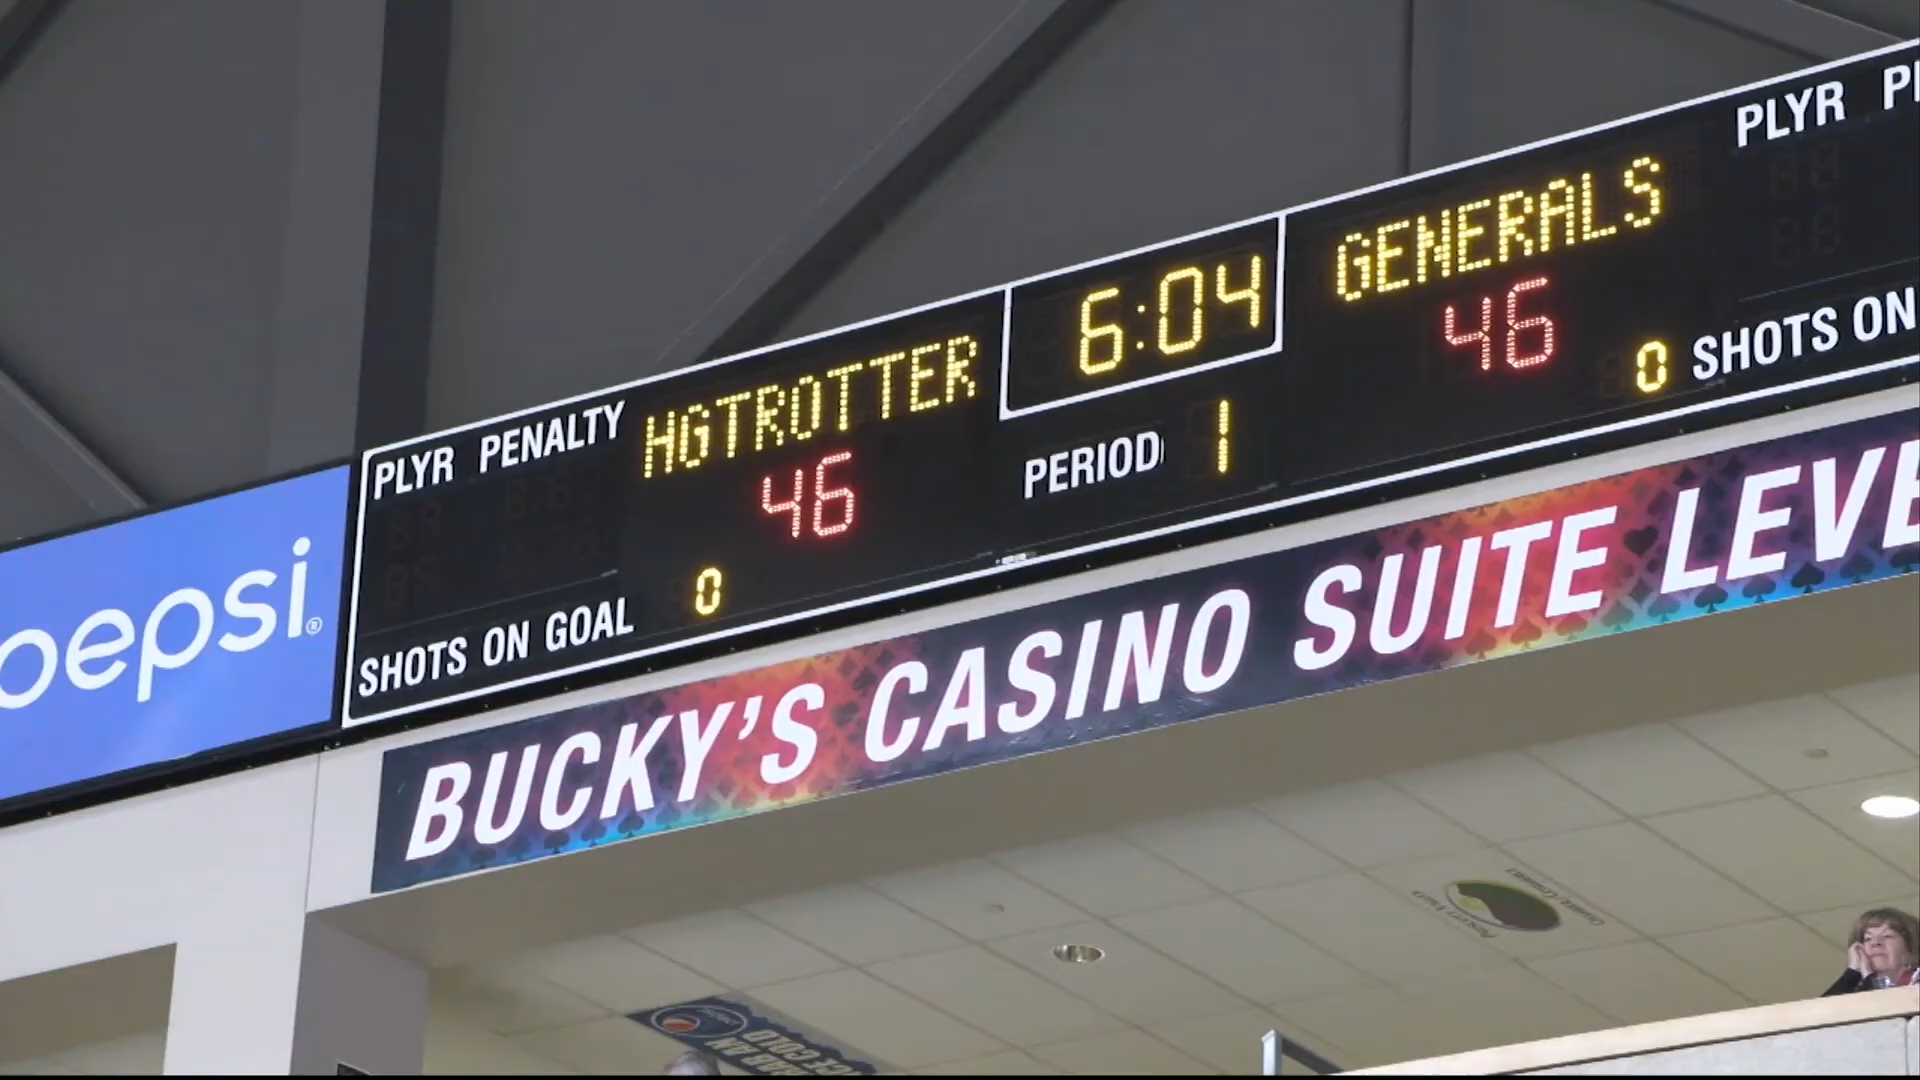 PLYR PENALTY
HGTROTTER
46
0
SHOTS ON GOAL
6:04
PERIOD 1
GENERALS
46
0 SHOTS ON
PLYR
pepsi®
BUCKY'S CASINO SUITE